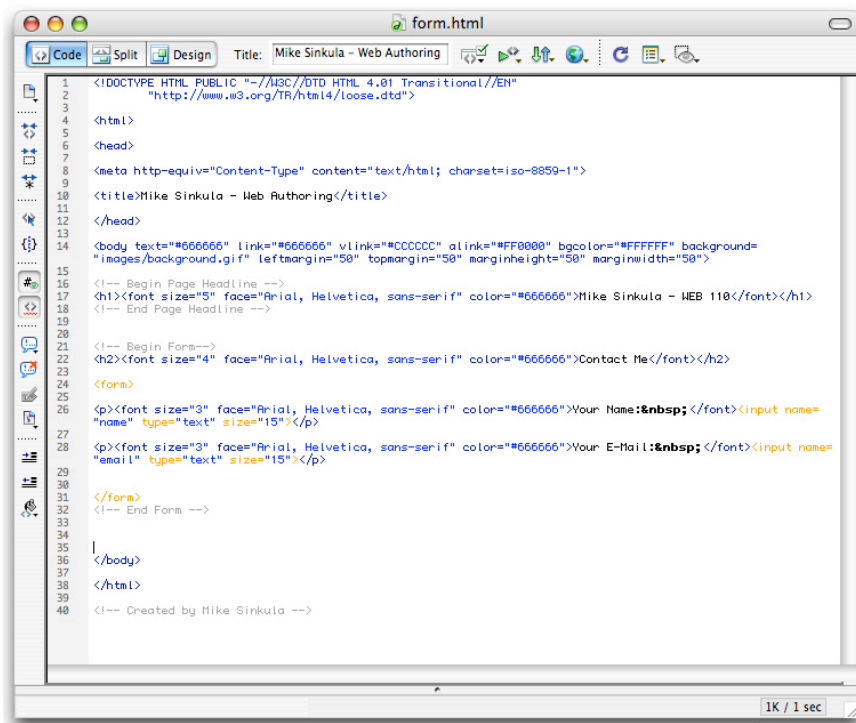 form.html
Code Split Design Title: Mike Sinkula – Web Authoring
1 <!DOCTYPE HTML PUBLIC "-//W3C//DTD HTML 4.01 Transitional//EN"
2 "http://www.w3.org/TR/html4/loose.dtd">
3
4 <html>
5
6 <head>
7
8 <meta http-equiv="Content-Type" content="text/html; charset=iso-8859-1">
9
10 <title>Mike Sinkula - Web Authoring</title>
11
12 </head>
13
14 <body text="#666666" link="#666666" vlink="#CCCCCC" alink="#FF0000" bgcolor="#FFFFFF" background=
"images/background.gif" leftmargin="50" topmargin="50" marginheight="50" marginwidth="50">
15
16 <!-- Begin Page Headline -->
17 <h1><font size="5" face="Arial, Helvetica, sans-serif" color="#666666">Mike Sinkula - WEB 110</font></h1>
18 <!-- End Page Headline -->
19
20
21 <!-- Begin Form-->
22 <h2><font size="4" face="Arial, Helvetica, sans-serif" color="#666666">Contact Me</font></h2>
23
24 <form>
25
26 <p><font size="3" face="Arial, Helvetica, sans-serif" color="#666666">Your Name:&nbsp;</font><input name=
"name" type="text" size="15"></p>
27
28 <p><font size="3" face="Arial, Helvetica, sans-serif" color="#666666">Your E-Mail:&nbsp;</font><input name=
"email" type="text" size="15"></p>
29
30
31 </form>
32 <!-- End Form -->
33
34
35
36 </body>
37
38 </html>
39
40 <!-- Created by Mike Sinkula -->
1K / 1 sec